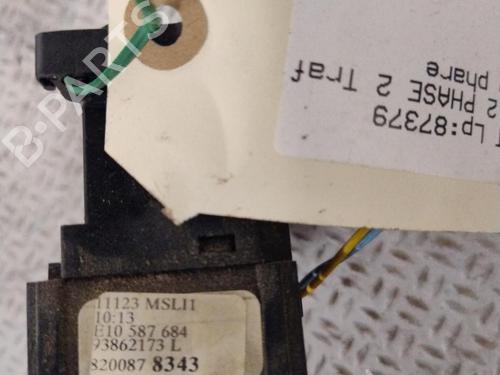 Lp:87379
2 PHASE 2 Traf
phare
11123 MSLI1
10:13
E10 587 684
93862173 L
820087 8343
B-PARTS